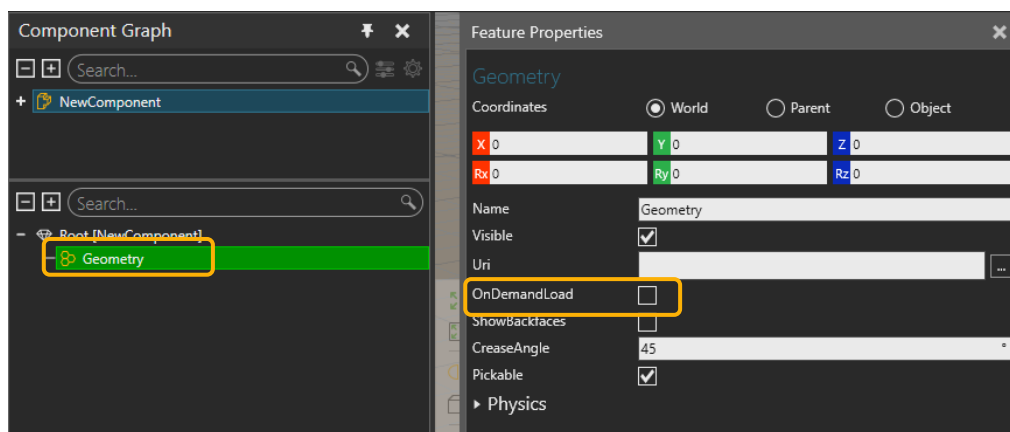 Component Graph
Search...
NewComponent
Search...
Root [NewComponent]
Geometry
Feature Properties
Geometry
Coordinates World Parent Object
X 0 Y 0 Z 0
Rx 0 Ry 0 Rz 0
Name Geometry
Visible
Uri ...
OnDemandLoad
ShowBackfaces
CreaseAngle 45 °
Pickable
Physics